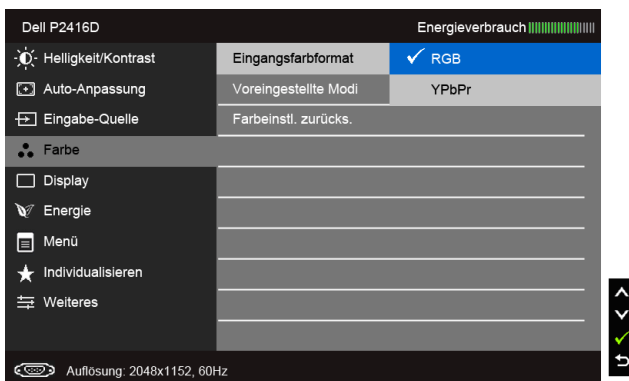 Dell P2416D Energieverbrauch
Helligkeit/Kontrast Eingangsfarbformat RGB
Auto-Anpassung Voreingestellte Modi YPbPr
Eingabe-Quelle Farbeinstl. zurücks.
Farbe
Display
Energie
Menü
Individualisieren
Weiteres
Auflösung: 2048x1152, 60Hz